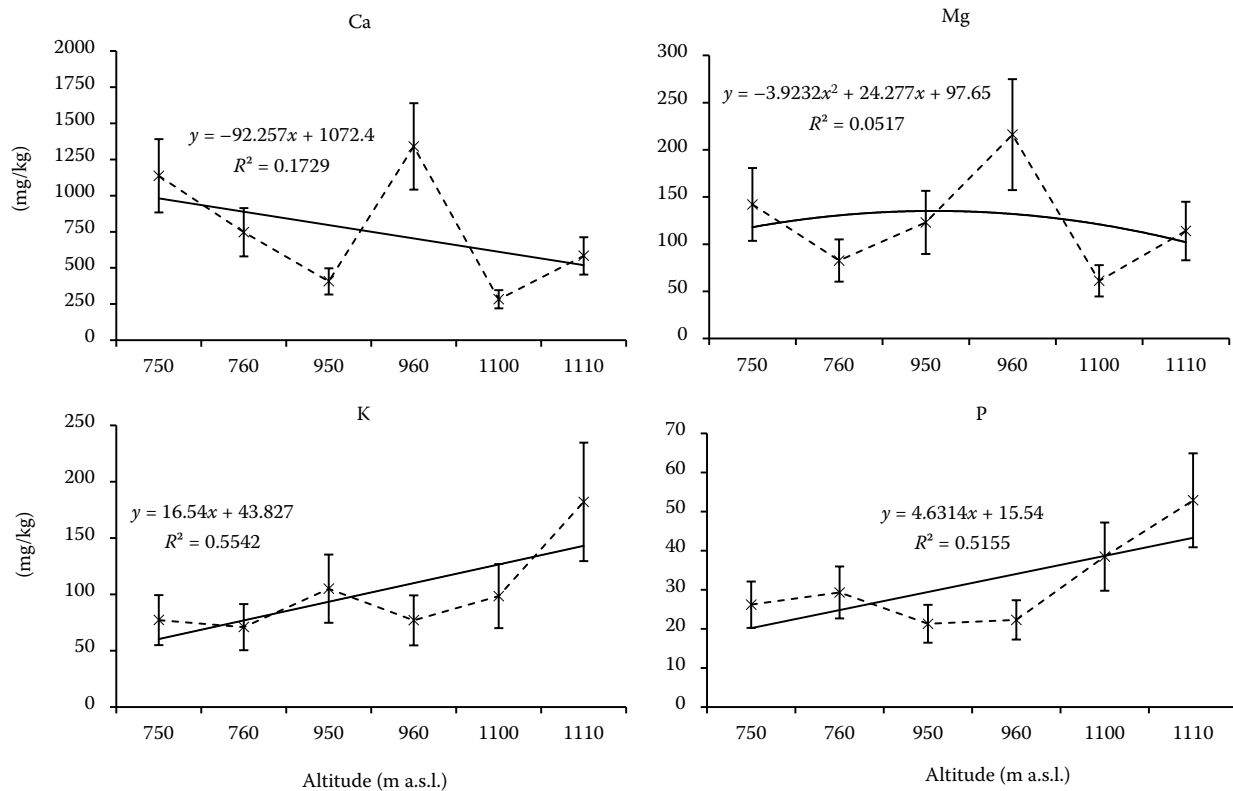 Ca
2000
1750
1500
1250
1000
750
500
250
0
(mg/kg)
y = −92.257x + 1072.4
R² = 0.1729
750 760 950 960 1100 1110
Mg
300
250
200
150
100
50
0
y = −3.9232x² + 24.277x + 97.65
R² = 0.0517
750 760 950 960 1100 1110
K
250
200
150
100
50
0
(mg/kg)
y = 16.54x + 43.827
R² = 0.5542
750 760 950 960 1100 1110
Altitude (m a.s.l.)
P
70
60
50
40
30
20
10
0
y = 4.6314x + 15.54
R² = 0.5155
750 760 950 960 1100 1110
Altitude (m a.s.l.)